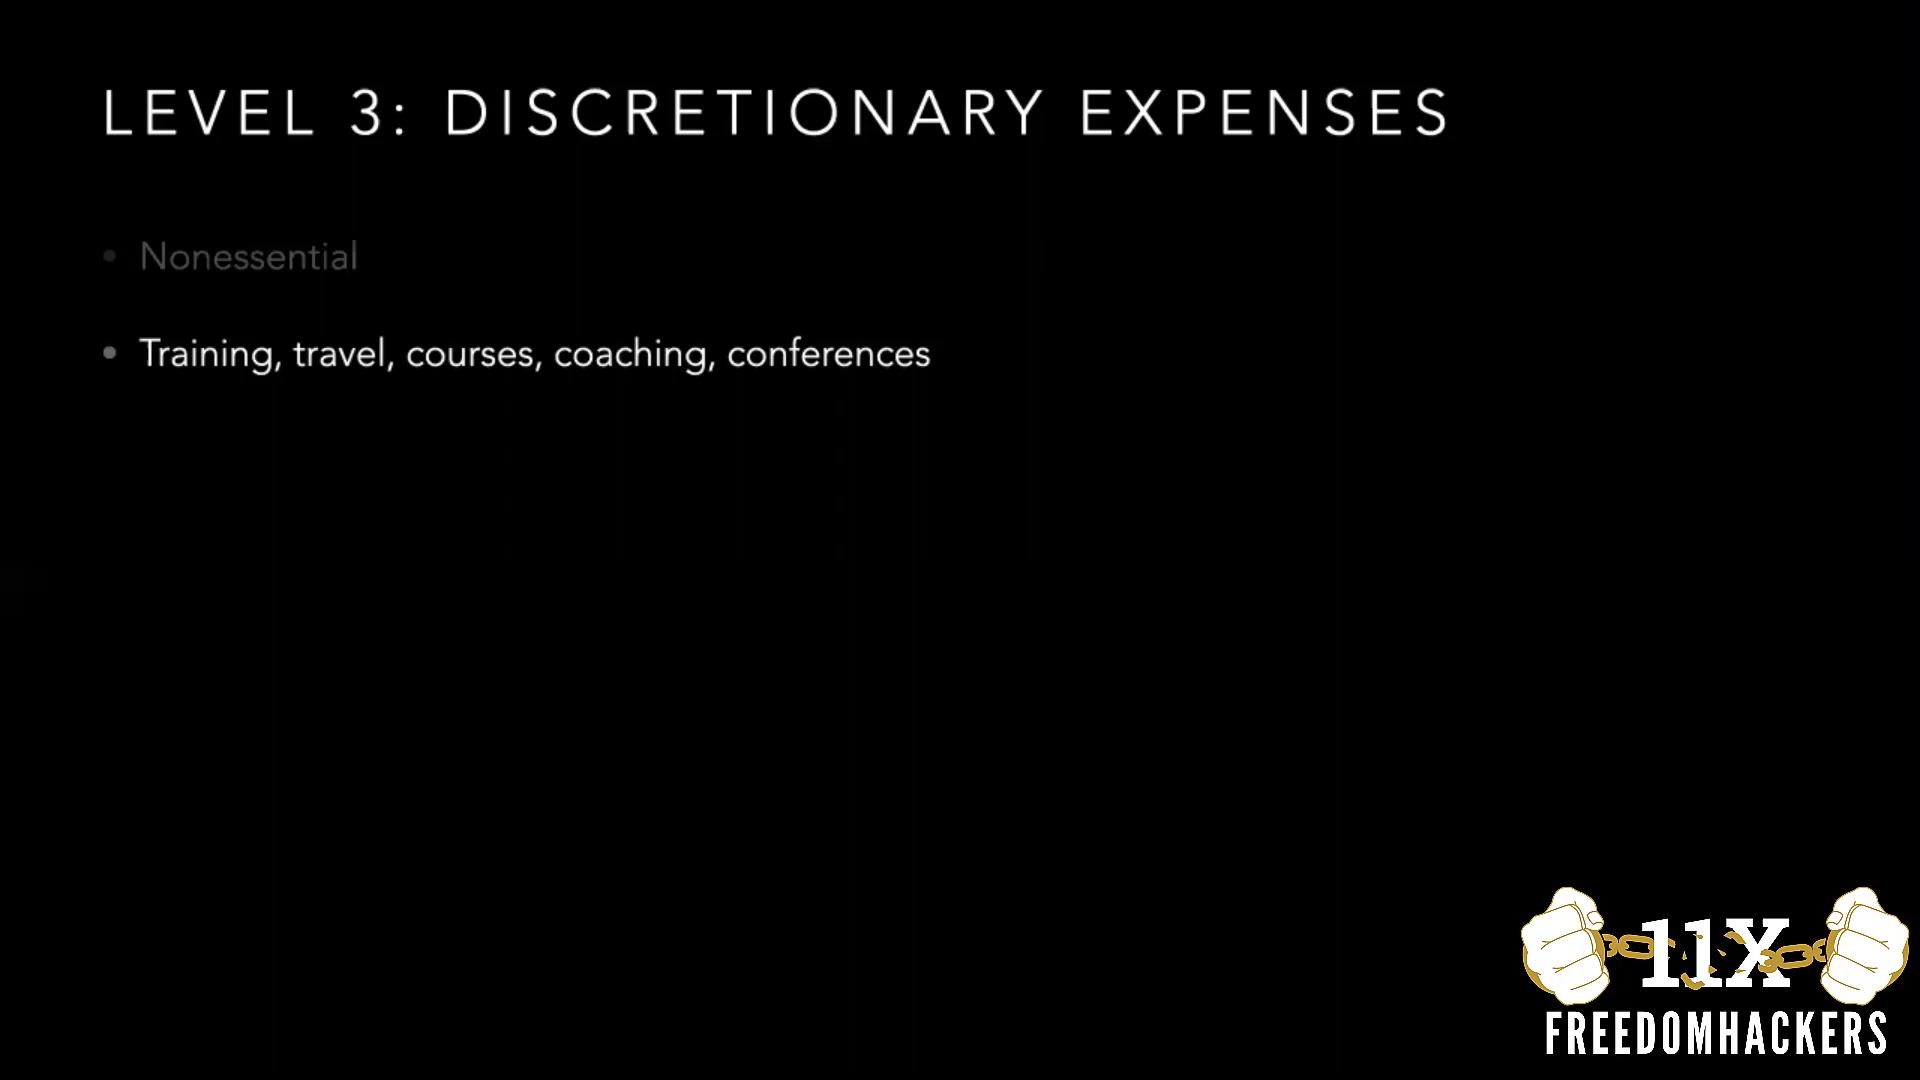 LEVEL 3: DISCRETIONARY EXPENSES
• Nonessential
• Training, travel, courses, coaching, conferences
11X
FREEDOMHACKERS